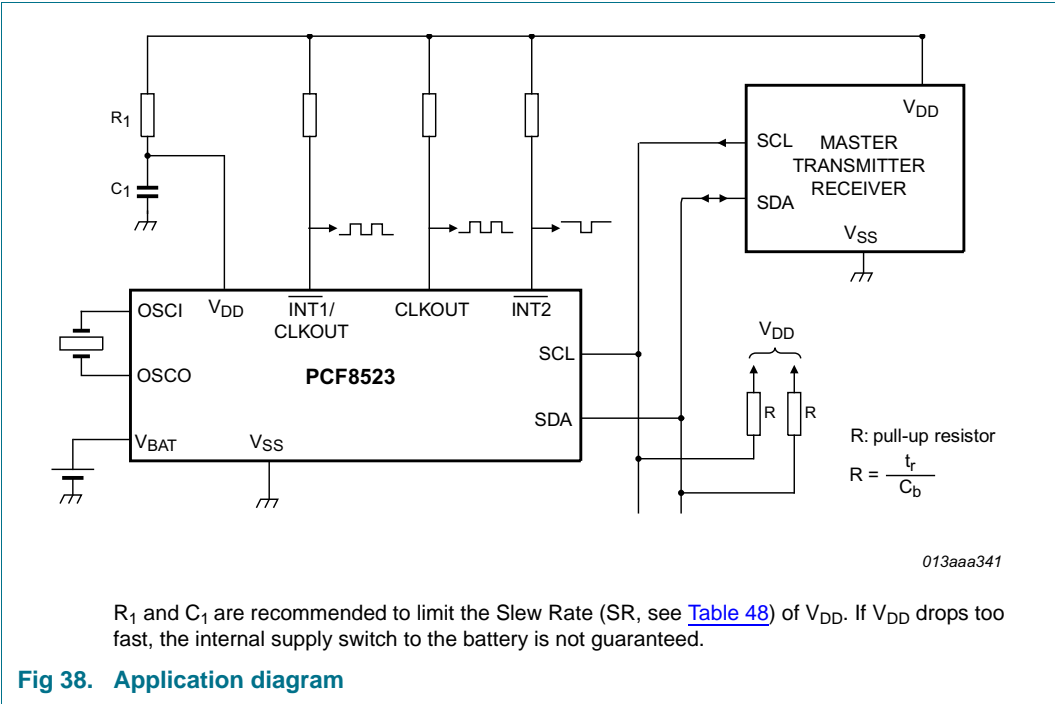 R1
C1
VDD
SCL
MASTER
TRANSMITTER
RECEIVER
SDA
VSS
OSCI
VDD
INT1/
CLKOUT
CLKOUT
INT2
SCL
OSCO
PCF8523
SDA
VBAT
VSS
VDD
R
R
R: pull-up resistor
R = tr
Cb
013aaa341
R1 and C1 are recommended to limit the Slew Rate (SR, see Table 48) of VDD. If VDD drops too
fast, the internal supply switch to the battery is not guaranteed.
Fig 38. Application diagram